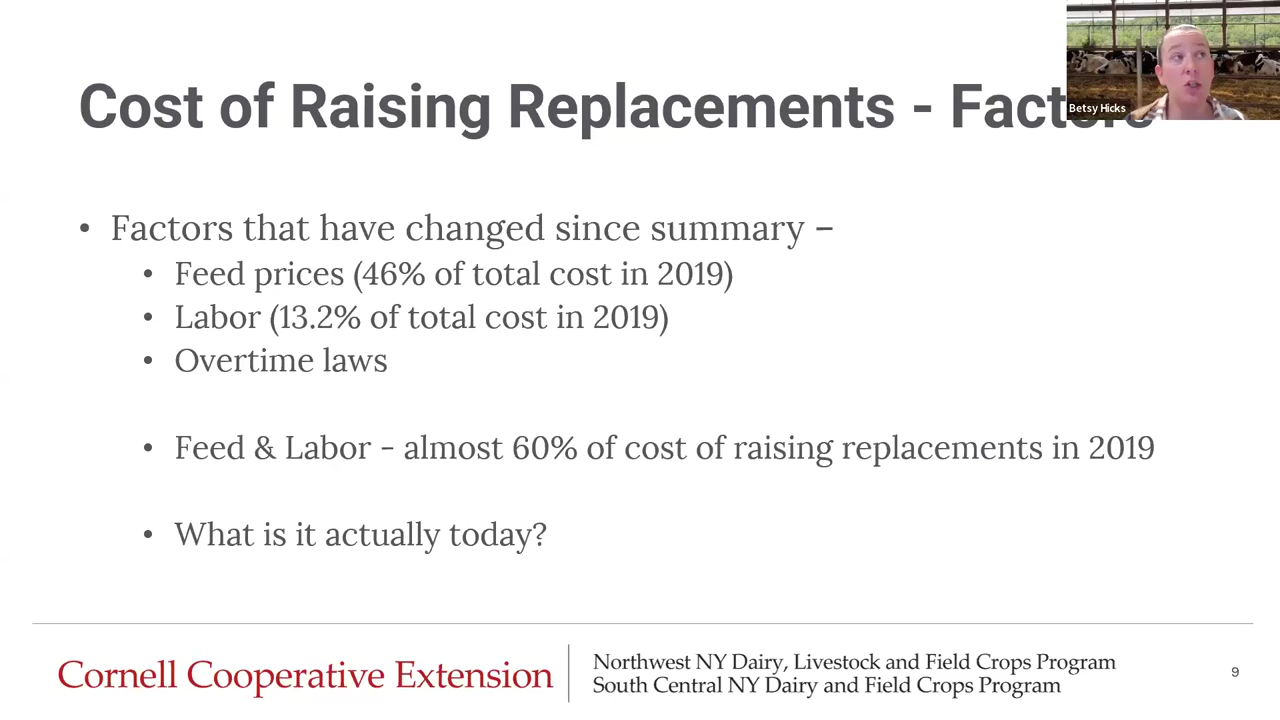 Cost of Raising Replacements - Factors
Betsy Hicks
• Factors that have changed since summary –
• Feed prices (46% of total cost in 2019)
• Labor (13.2% of total cost in 2019)
• Overtime laws
• Feed & Labor - almost 60% of cost of raising replacements in 2019
• What is it actually today?
Cornell Cooperative Extension
Northwest NY Dairy, Livestock and Field Crops Program
South Central NY Dairy and Field Crops Program
9